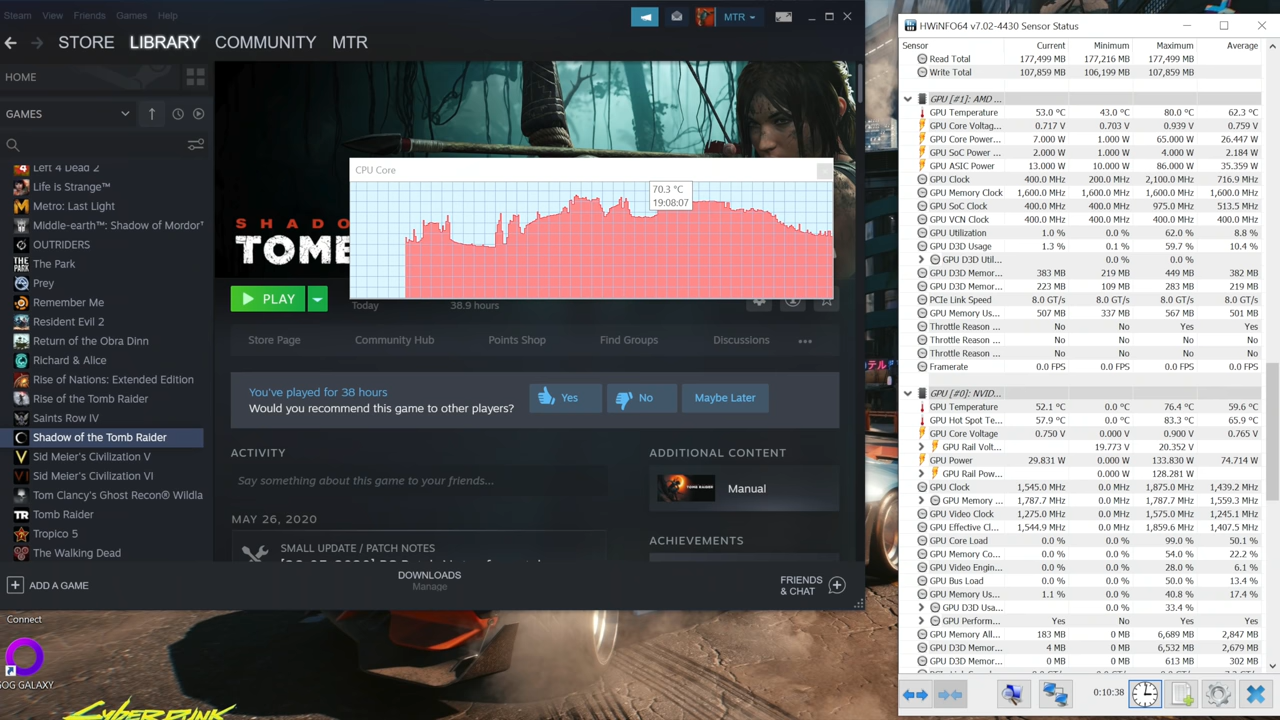 Steam View Friends Games Help
MTR
STORE LIBRARY COMMUNITY MTR
HOME
GAMES
Left 4 Dead 2
Life is Strange™
Metro: Last Light
Middle-earth™: Shadow of Mordor™
OUTRIDERS
The Park
Prey
Remember Me
Resident Evil 2
Return of the Obra Dinn
Richard & Alice
Rise of Nations: Extended Edition
Rise of the Tomb Raider
Saints Row IV
Shadow of the Tomb Raider
Sid Meier's Civilization V
Sid Meier's Civilization VI
Tom Clancy's Ghost Recon® Wildla
Tomb Raider
Tropico 5
The Walking Dead
ADD A GAME
SHADO
TOMB
CPU Core
70.3 °C
19:08:07
PLAY
Today
38.9 hours
Store Page Community Hub Points Shop Find Groups Discussions
You've played for 38 hours
Would you recommend this game to other players?
Yes No Maybe Later
ACTIVITY
Say something about this game to your friends...
MAY 26, 2020
SMALL UPDATE / PATCH NOTES
ADDITIONAL CONTENT
Manual
ACHIEVEMENTS
DOWNLOADS
Manage
FRIENDS
& CHAT
Connect
GOG GALAXY
CYBERPUNK
HWiNFO64 v7.02-4430 Sensor Status
Sensor Current Minimum Maximum Average
Read Total 177,499 MB 177,216 MB 177,499 MB
Write Total 107,859 MB 106,199 MB 107,859 MB
GPU [#1]: AMD ...
GPU Temperature 53.0 °C 43.0 °C 80.0 °C 62.3 °C
GPU Core Voltag... 0.717 V 0.703 V 0.939 V 0.759 V
GPU Core Power... 7.000 W 1.000 W 65.000 W 26.447 W
GPU SoC Power ... 2.000 W 2.000 W 4.000 W 2.184 W
GPU ASIC Power 13.000 W 10.000 W 86.000 W 35.359 W
GPU Clock 400.0 MHz 200.0 MHz 2,100.0 MHz 716.9 MHz
GPU Memory Clock 1,600.0 MHz 1,600.0 MHz 1,600.0 MHz 1,600.0 MHz
GPU SoC Clock 400.0 MHz 400.0 MHz 975.0 MHz 513.5 MHz
GPU VCN Clock 400.0 MHz 400.0 MHz 400.0 MHz 400.0 MHz
GPU Utilization 1.0 % 0.0 % 62.0 % 8.8 %
GPU D3D Usage 1.3 % 0.1 % 59.7 % 10.4 %
GPU D3D Util... 0.0 % 0.0 %
GPU D3D Memor... 383 MB 219 MB 449 MB 382 MB
GPU D3D Memor... 223 MB 109 MB 283 MB 219 MB
PCIe Link Speed 8.0 GT/s 8.0 GT/s 8.0 GT/s 8.0 GT/s
GPU Memory Us... 507 MB 337 MB 567 MB 501 MB
Throttle Reason ... No No Yes Yes
Throttle Reason ... No No No No
Throttle Reason ... No No No No
Framerate 0.0 FPS 0.0 FPS 0.0 FPS 0.0 FPS
GPU [#0]: NVID...
GPU Temperature 52.1 °C 0.0 °C 76.4 °C 59.6 °C
GPU Hot Spot Te... 57.9 °C 0.0 °C 83.3 °C 65.9 °C
GPU Core Voltage 0.750 V 0.000 V 0.900 V 0.765 V
GPU Rail Volt... 19.773 V 20.352 V
GPU Power 29.831 W 0.000 W 133.830 W 74.714 W
GPU Rail Pow... 0.000 W 128.281 W
GPU Clock 1,545.0 MHz 0.0 MHz 1,875.0 MHz 1,439.2 MHz
GPU Memory ... 1,787.7 MHz 0.0 MHz 1,787.7 MHz 1,559.3 MHz
GPU Video Clock 1,275.0 MHz 0.0 MHz 1,275.0 MHz 1,245.1 MHz
GPU Effective Cl... 1,544.9 MHz 0.0 MHz 1,859.6 MHz 1,407.5 MHz
GPU Core Load 0.0 % 0.0 % 99.0 % 50.1 %
GPU Memory Co... 0.0 % 0.0 % 54.0 % 22.2 %
GPU Video Engin... 0.0 % 0.0 % 28.0 % 6.1 %
GPU Bus Load 0.0 % 0.0 % 50.0 % 13.4 %
GPU Memory Us... 1.1 % 0.0 % 40.8 % 17.4 %
GPU D3D Usa... 0.0 % 33.4 %
GPU Perform... Yes No Yes Yes
GPU Memory All... 183 MB 0 MB 6,689 MB 2,847 MB
GPU D3D Memor... 4 MB 0 MB 6,532 MB 2,679 MB
GPU D3D Memor... 0 MB 0 MB 613 MB 302 MB
0:10:38